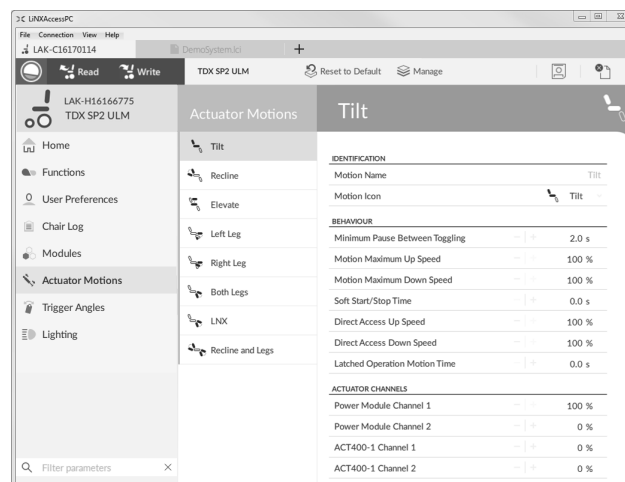 LiNXAccessPC
File Connection View Help
LAK-C16170114 DemoSystem.lci +
Read Write TDX SP2 ULM Reset to Default Manage
LAK-H16166775
TDX SP2 ULM
Home
Functions
User Preferences
Chair Log
Modules
Actuator Motions
Trigger Angles
Lighting
Filter parameters
Actuator Motions
Tilt
Recline
Elevate
Left Leg
Right Leg
Both Legs
LNX
Recline and Legs
Tilt
IDENTIFICATION
Motion Name Tilt
Motion Icon Tilt
BEHAVIOUR
Minimum Pause Between Toggling 2.0 s
Motion Maximum Up Speed 100 %
Motion Maximum Down Speed 100 %
Soft Start/Stop Time 0.0 s
Direct Access Up Speed 100 %
Direct Access Down Speed 100 %
Latched Operation Motion Time 0.0 s
ACTUATOR CHANNELS
Power Module Channel 1 100 %
Power Module Channel 2 0 %
ACT400-1 Channel 1 0 %
ACT400-1 Channel 2 0 %